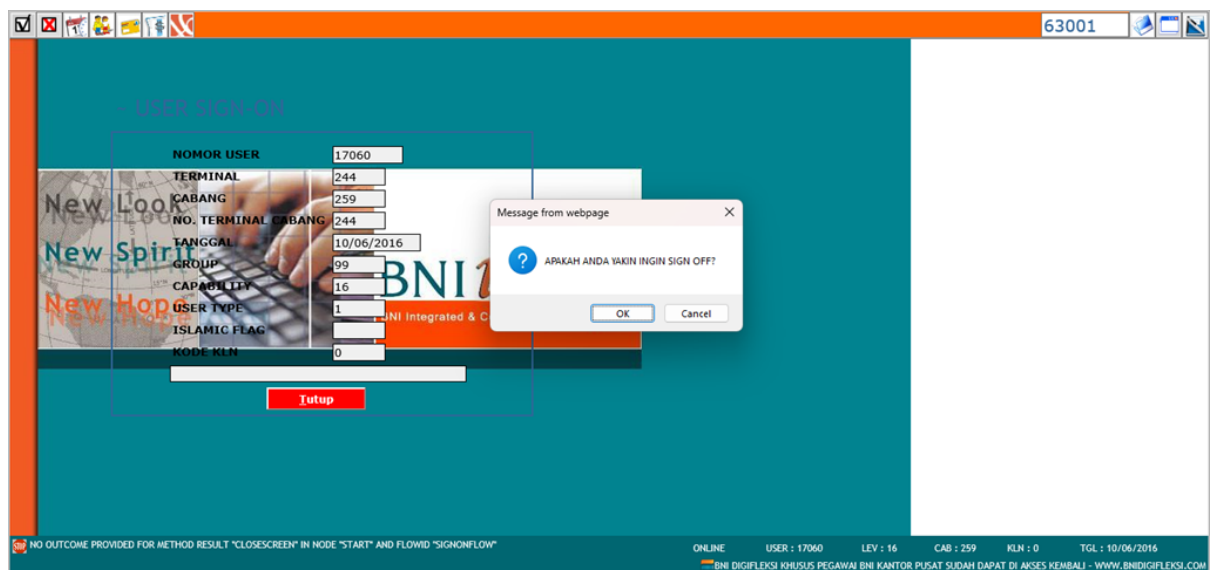 63001
- USER SIGN-ON
NOMOR USER 17060
TERMINAL 244
CABANG 259
NO. TERMINAL CABANG 244
TANGGAL 10/06/2016
GROUP 99
CAPABILITY 16
USER TYPE 1
ISLAMIC FLAG
KODE KLN 0
Tutup
New Look
New Spirit
New Hope
BNI
BNI Integrated &
Message from webpage
APAKAH ANDA YAKIN INGIN SIGN OFF?
OK Cancel
NO OUTCOME PROVIDED FOR METHOD RESULT "CLOSESCREEN" IN NODE "START" AND FLOWID "SIGNONFLOW"
ONLINE USER : 17060 LEV : 16 CAB : 259 KLN : 0 TGL : 10/06/2016
BNI DIGIFLEKSI KHUSUS PEGAWAI BNI KANTOR PUSAT SUDAH DAPAT DI AKSES KEMBALI - WWW.BNIDIGIFLEKSI.COM